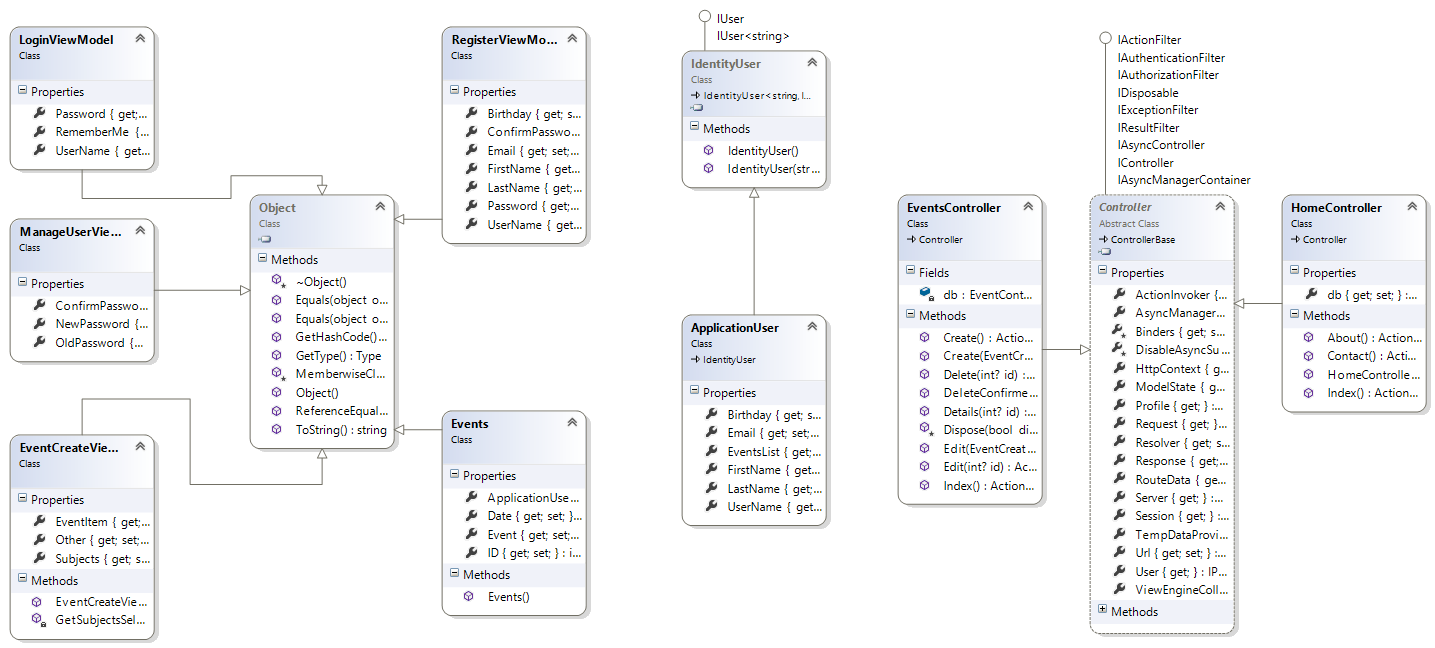 LoginViewModel
Class
Properties
Password { get;...
RememberMe {...
UserName { get...
ManageUserVie...
Class
Properties
ConfirmPasswo...
NewPassword {...
OldPassword {...
EventCreateVie...
Class
Properties
EventItem { get;...
Other { get; set;...
Subjects { get; s...
Methods
EventCreateVie...
GetSubjectsSel...
Object
Class
Methods
~Object()
Equals(object o...
Equals(object o...
GetHashCode()...
GetType() : Type
MemberwiseCl...
Object()
ReferenceEqual...
ToString() : string
RegisterViewMo...
Class
Properties
Birthday { get; s...
ConfirmPasswo...
Email { get; set;...
FirstName { get...
LastName { get;...
Password { get;...
UserName { get...
Events
Class
Properties
ApplicationUse...
Date { get; set; }...
Event { get; set;...
ID { get; set; } : i...
Methods
Events()
IUser
IUser<string>
IdentityUser
Class
IdentityUser<string, I...
Methods
IdentityUser()
IdentityUser(str...
ApplicationUser
Class
IdentityUser
Properties
Birthday { get; s...
Email { get; set;...
EventsList { get;...
FirstName { get...
LastName { get;...
UserName { get...
EventsController
Class
Controller
Fields
db : EventCont...
Methods
Create() : Actio...
Create(EventCr...
Delete(int? id) :...
DeleteConfirme...
Details(int? id) :...
Dispose(bool di...
Edit(EventCreat...
Edit(int? id) : Ac...
Index() : Action...
IActionFilter
IAuthenticationFilter
IAuthorizationFilter
IDisposable
IExceptionFilter
IResultFilter
IAsyncController
IController
IAsyncManagerContainer
Controller
Abstract Class
ControllerBase
Properties
ActionInvoker {...
AsyncManager...
Binders { get; s...
DisableAsyncSu...
HttpContext { g...
ModelState { g...
Profile { get; } :...
Request { get; }...
Resolver { get; s...
Response { get;...
RouteData { ge...
Server { get; } :...
Session { get; } :...
TempDataProvi...
Url { get; set; } :...
User { get; } : IP...
ViewEngineColl...
Methods
HomeController
Class
Controller
Properties
db { get; set; } :...
Methods
About() : Action...
Contact() : Acti...
HomeControlle...
Index() : Action...